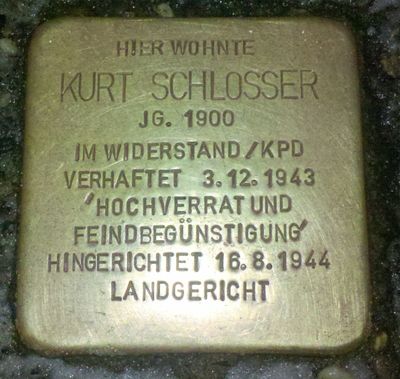 HIER WOHNTE
KURT SCHLOSSER
JG. 1900
IM WIDERSTAND/KPD
VERHAFTET 3.12.1943
'HOCHVERRAT UND
FEINDBEGÜNSTIGUNG'
HINGERICHTET 16.8.1944
LANDGERICHT